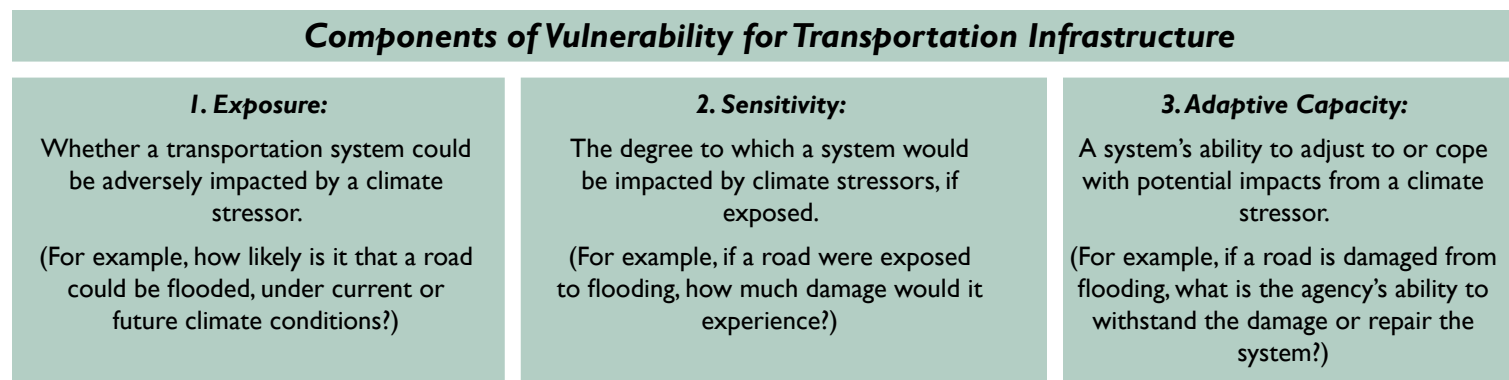 Components of Vulnerability for Transportation Infrastructure
1. Exposure:
Whether a transportation system could
be adversely impacted by a climate
stressor.
(For example, how likely is it that a road
could be flooded, under current or
future climate conditions?)
2. Sensitivity:
The degree to which a system would
be impacted by climate stressors, if
exposed.
(For example, if a road were exposed
to flooding, how much damage would it
experience?)
3. Adaptive Capacity:
A system’s ability to adjust to or cope
with potential impacts from a climate
stressor.
(For example, if a road is damaged from
flooding, what is the agency’s ability to
withstand the damage or repair the
system?)